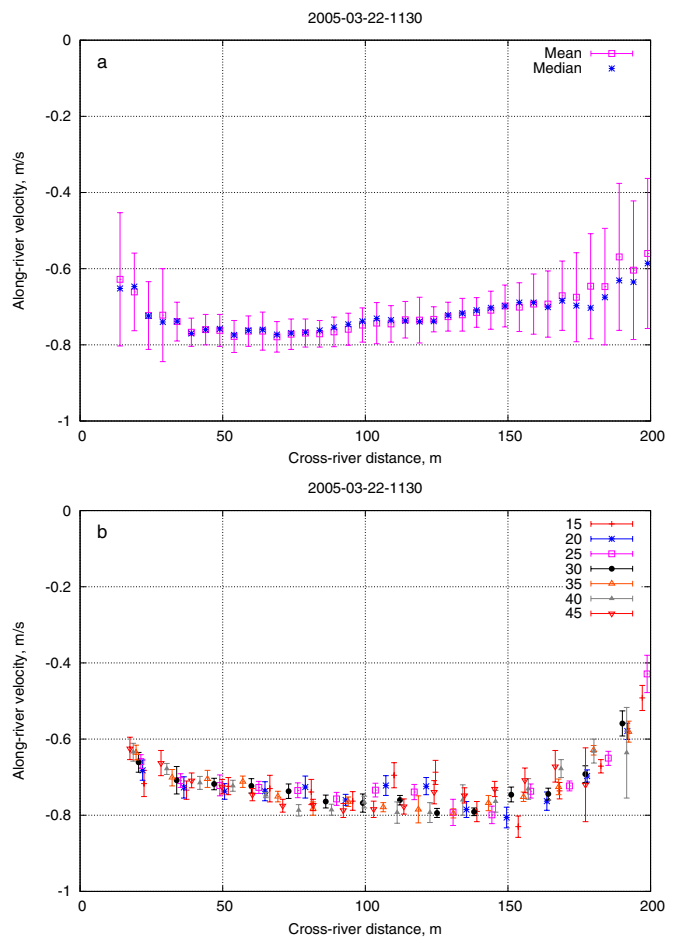 2005-03-22-1130
0
a
Mean
Median
-0.2
-0.4
Along-river velocity, m/s
-0.6
-0.8
-1
0 50 100 150 200
Cross-river distance, m
2005-03-22-1130
0
b
15
20
25
30
35
40
45
-0.2
-0.4
Along-river velocity, m/s
-0.6
-0.8
-1
0 50 100 150 200
Cross-river distance, m